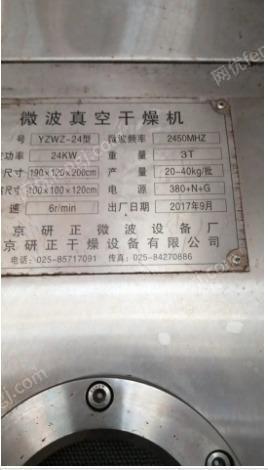 微波真空干燥机
号 YZWZ-24型 微波频率 2450MHZ
功率 24KW 重量 3T
尺寸 190×120×200cm 产量 20-40kg/批
尺寸 100×100×120cm 电源 380+N+G
速 6r/min 出厂日期 2017年9月
京研正微波设备厂
京研正干燥设备有限公司
电话:025-85717091 传真:025-84270886